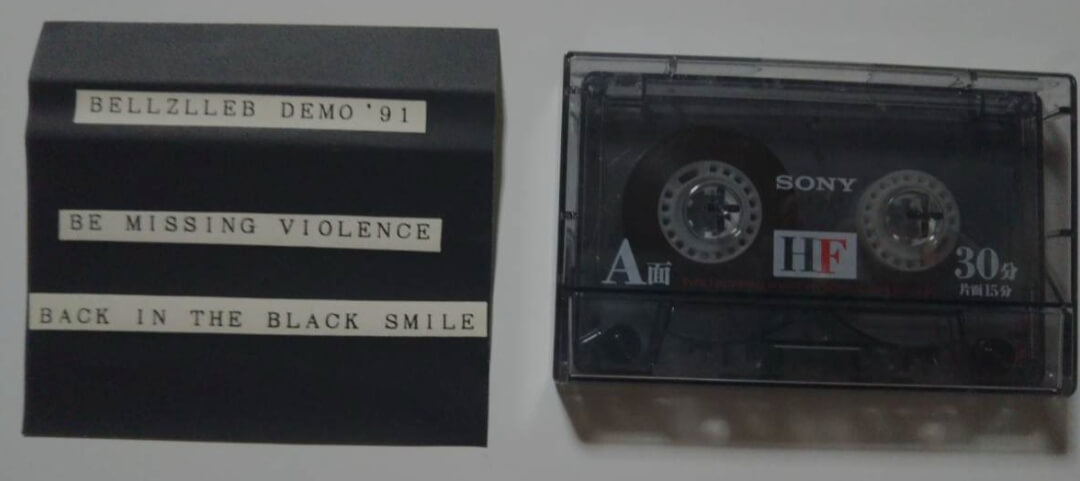 BELLZLLEB DEMO '91
BE MISSING VIOLENCE
BACK IN THE BLACK SMILE
SONY
HF
A面
30分
片面15分